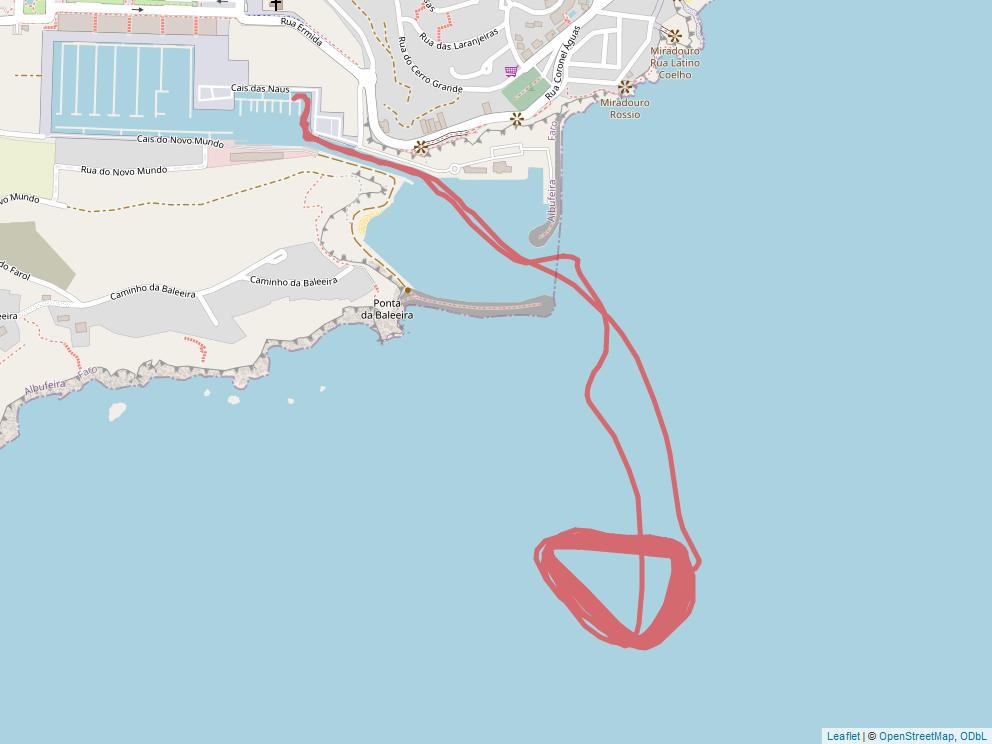 Rua Ermida
Rua das Laranjeiras
Rua do Cerro Grande
Rua Coronel Águas
Miradouro
Rua Latino
Coelho
Miradouro
Rossio
Cais das Naus
Cais do Novo Mundo
Rua do Novo Mundo
ovo Mundo
Faro
Albufeira
do Farol
Caminho da Baleeira
Caminho da Baleeira
Ponta
da Baleeira
eeira
Albufeira
Faro
Leaflet | © OpenStreetMap, ODbL